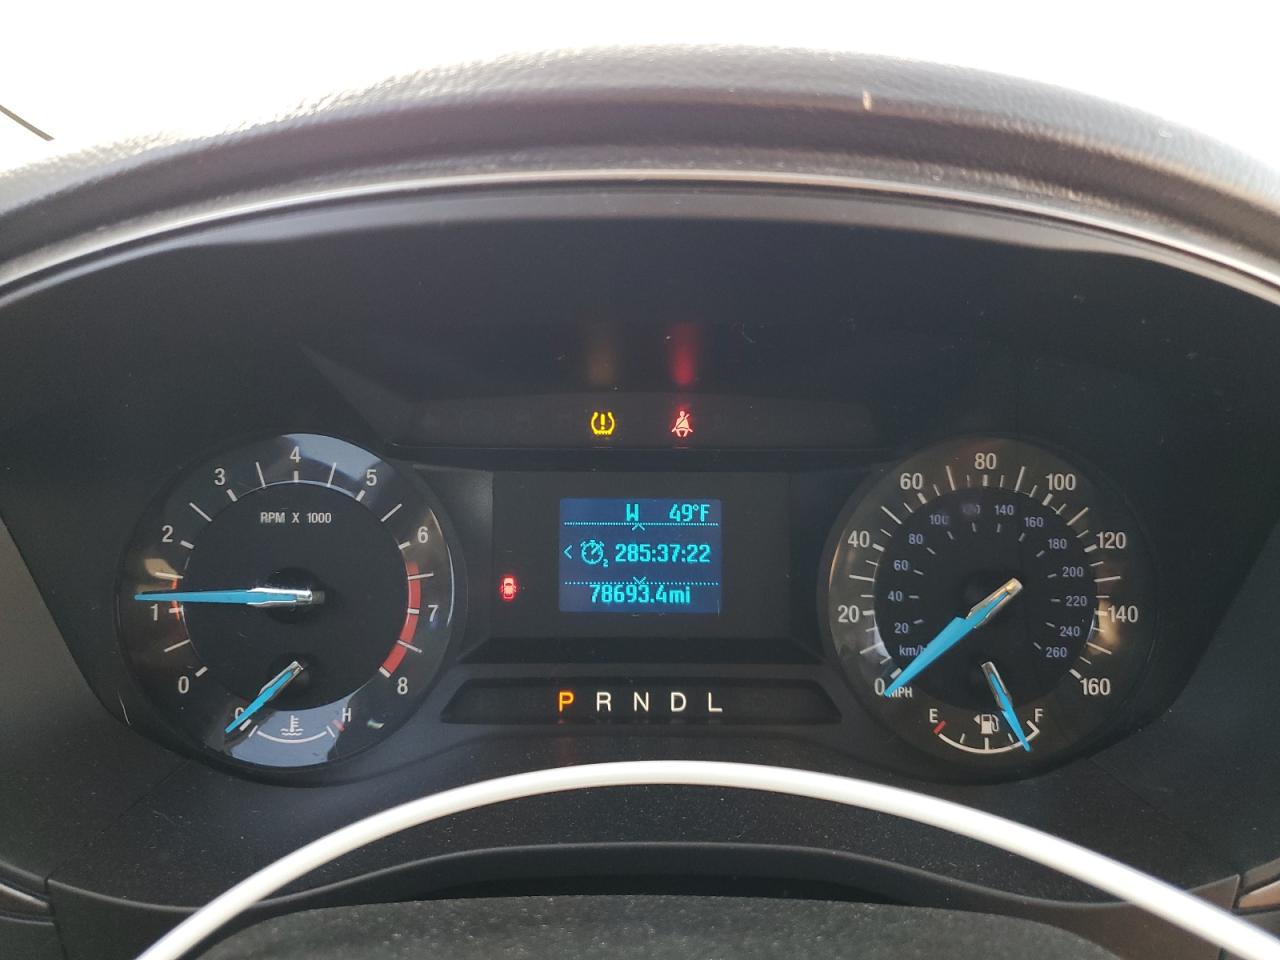 W 49°F
< 2 285:37:22
78693.4mi
RPM X 1000
0 1 2 3 4 5 6 7 8
C H
P R N D L
0 20 40 60 80 100 120 140 160
MPH
20 40 60 80 100 120 140 160 180 200 220 240 260
km/h
E F